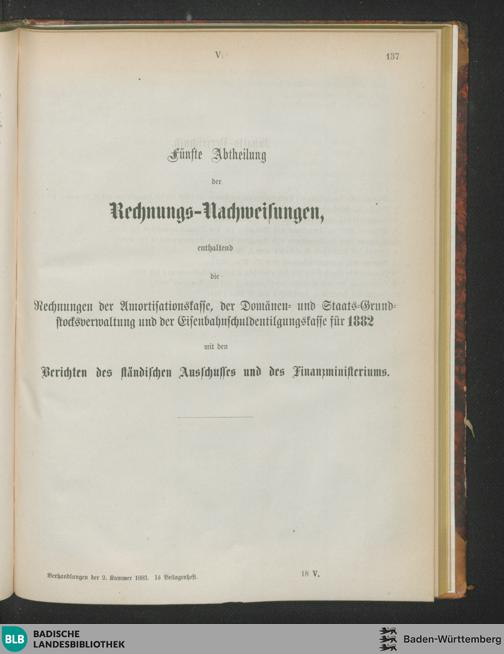 V.
137
Fünfte Abtheilung
der
Rechnungs-Nachweisungen,
enthaltend
die
Rechnungen der Amortisationskasse, der Domänen- und Staats-Grund-
stocksverwaltung und der Eisenbahnschuldentilgungskasse für 1882
mit den
Berichten des ständischen Ausschusses und des Finanzministeriums.
Verhandlungen der 2. Kammer 1883. 18 Beilagenheft.
18 V.
BLB
BADISCHE
LANDESBIBLIOTHEK
Baden-Württemberg